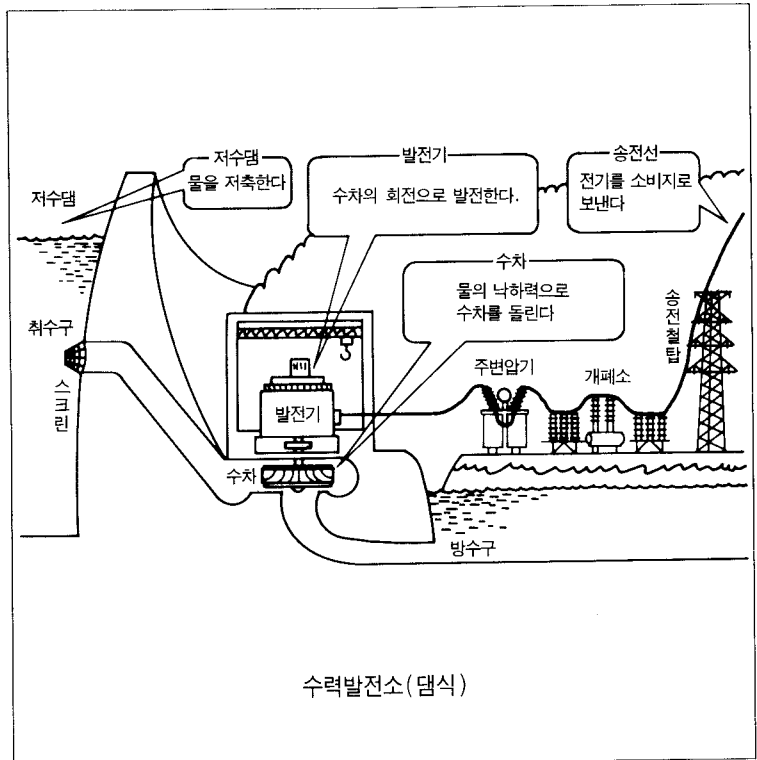 저수댐
물을 저축한다
발전기
수차의 회전으로 발전한다.
송전선
전기를 소비지로
보낸다
저수댐
수차
물의 낙하력으로
수차를 돌린다
취수구
스크린
송전철탑
주변압기
개폐소
발전기
수차
방수구
수력발전소(댐식)